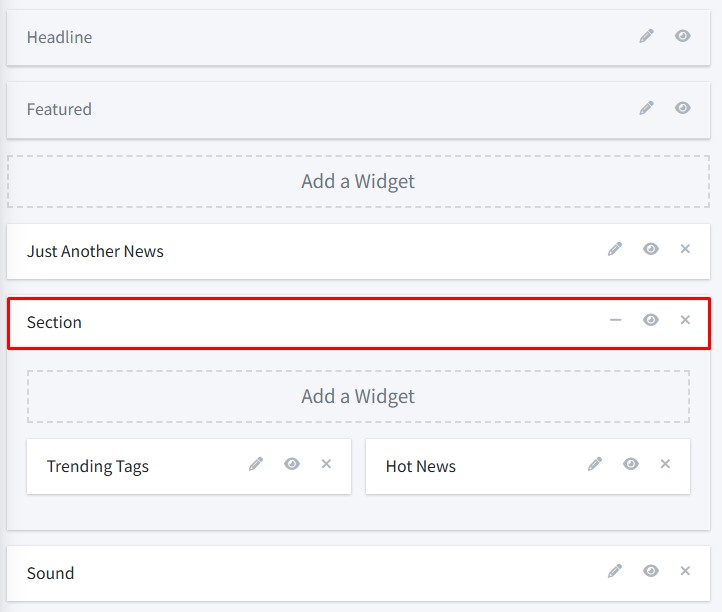 Headline
Featured
Add a Widget
Just Another News
Section
Add a Widget
Trending Tags
Hot News
Sound